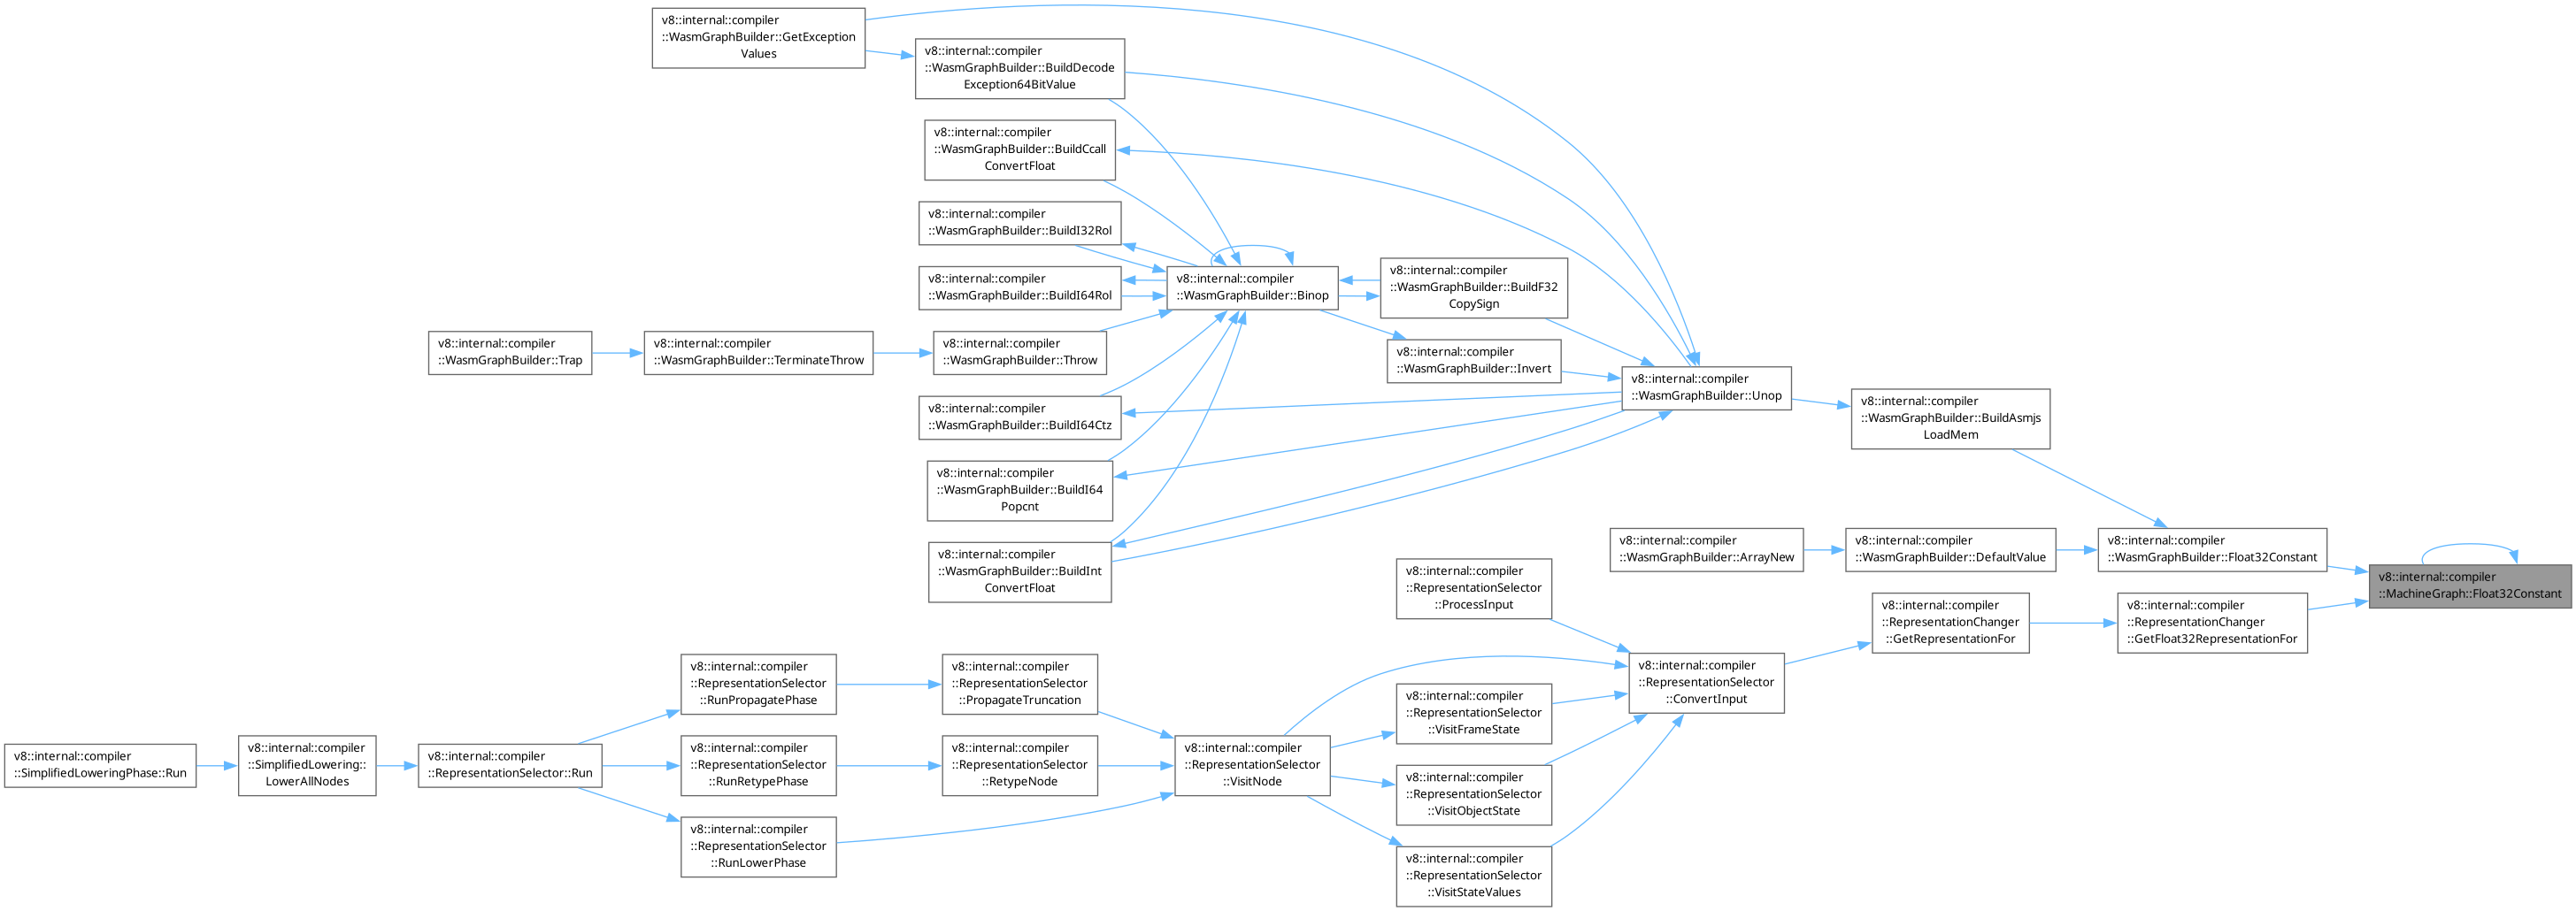 v8::internal::compiler
::WasmGraphBuilder::GetException
Values
v8::internal::compiler
::WasmGraphBuilder::BuildDecode
Exception64BitValue
v8::internal::compiler
::WasmGraphBuilder::BuildCcall
ConvertFloat
v8::internal::compiler
::WasmGraphBuilder::BuildI32Rol
v8::internal::compiler
::WasmGraphBuilder::BuildI64Rol
v8::internal::compiler
::WasmGraphBuilder::Binop
v8::internal::compiler
::WasmGraphBuilder::BuildF32
CopySign
v8::internal::compiler
::WasmGraphBuilder::Trap
v8::internal::compiler
::WasmGraphBuilder::TerminateThrow
v8::internal::compiler
::WasmGraphBuilder::Throw
v8::internal::compiler
::WasmGraphBuilder::Invert
v8::internal::compiler
::WasmGraphBuilder::Unop
v8::internal::compiler
::WasmGraphBuilder::BuildAsmjs
LoadMem
v8::internal::compiler
::WasmGraphBuilder::BuildI64Ctz
v8::internal::compiler
::WasmGraphBuilder::BuildI64
Popcnt
v8::internal::compiler
::WasmGraphBuilder::BuildInt
ConvertFloat
v8::internal::compiler
::WasmGraphBuilder::ArrayNew
v8::internal::compiler
::WasmGraphBuilder::DefaultValue
v8::internal::compiler
::WasmGraphBuilder::Float32Constant
v8::internal::compiler
::MachineGraph::Float32Constant
v8::internal::compiler
::RepresentationSelector
::ProcessInput
v8::internal::compiler
::RepresentationChanger
::GetRepresentationFor
v8::internal::compiler
::RepresentationChanger
::GetFloat32RepresentationFor
v8::internal::compiler
::RepresentationSelector
::RunPropagatePhase
v8::internal::compiler
::RepresentationSelector
::PropagateTruncation
v8::internal::compiler
::RepresentationSelector
::ConvertInput
v8::internal::compiler
::RepresentationSelector
::VisitFrameState
v8::internal::compiler
::SimplifiedLoweringPhase::Run
v8::internal::compiler
::SimplifiedLowering::
LowerAllNodes
v8::internal::compiler
::RepresentationSelector::Run
v8::internal::compiler
::RepresentationSelector
::RunRetypePhase
v8::internal::compiler
::RepresentationSelector
::RetypeNode
v8::internal::compiler
::RepresentationSelector
::VisitNode
v8::internal::compiler
::RepresentationSelector
::VisitObjectState
v8::internal::compiler
::RepresentationSelector
::RunLowerPhase
v8::internal::compiler
::RepresentationSelector
::VisitStateValues